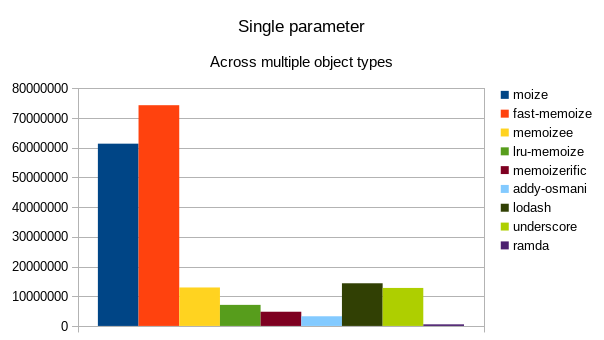 Single parameter
Across multiple object types
80000000
70000000
60000000
50000000
40000000
30000000
20000000
10000000
0
moize
fast-memoize
memoizee
lru-memoize
memoizerific
addy-osmani
lodash
underscore
ramda